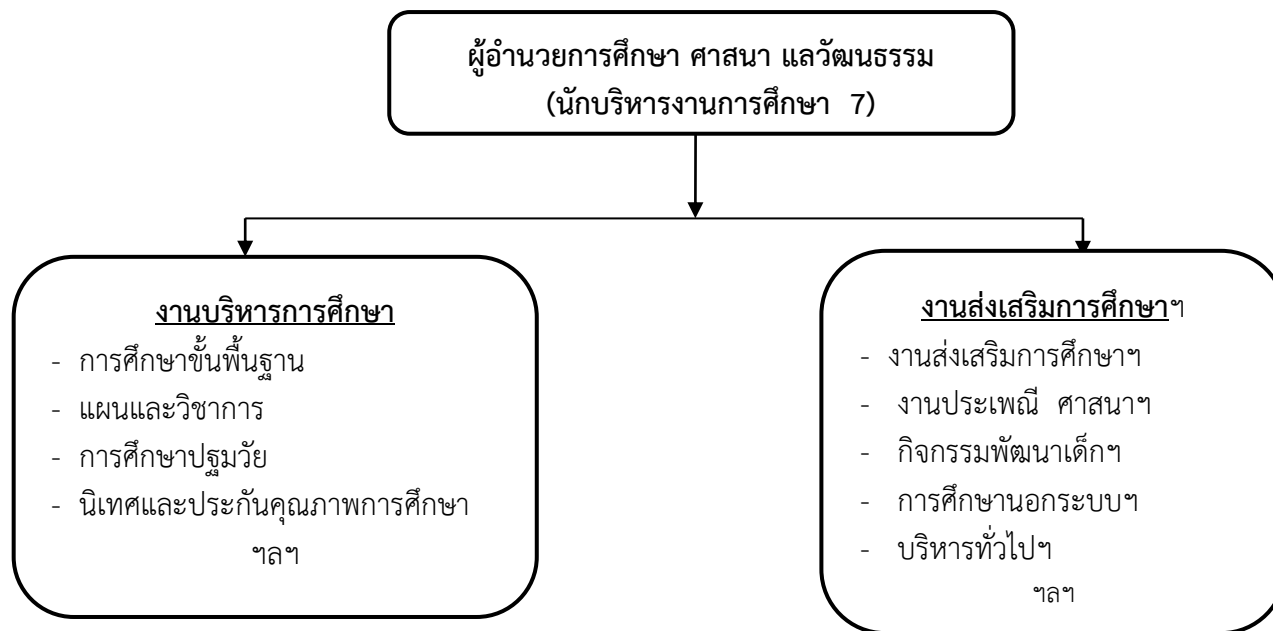 ผู้อำนวยการศึกษา ศาสนา แลวัฒนธรรม
(นักบริหารงานการศึกษา 7)
งานบริหารการศึกษา
- การศึกษาขั้นพื้นฐาน
- แผนและวิชาการ
- การศึกษาปฐมวัย
- นิเทศและประกันคุณภาพการศึกษา
ฯลฯ
งานส่งเสริมการศึกษาฯ
- งานส่งเสริมการศึกษาฯ
- งานประเพณี ศาสนาฯ
- กิจกรรมพัฒนาเด็กฯ
- การศึกษานอกระบบฯ
- บริหารทั่วไปฯ
ฯลฯ